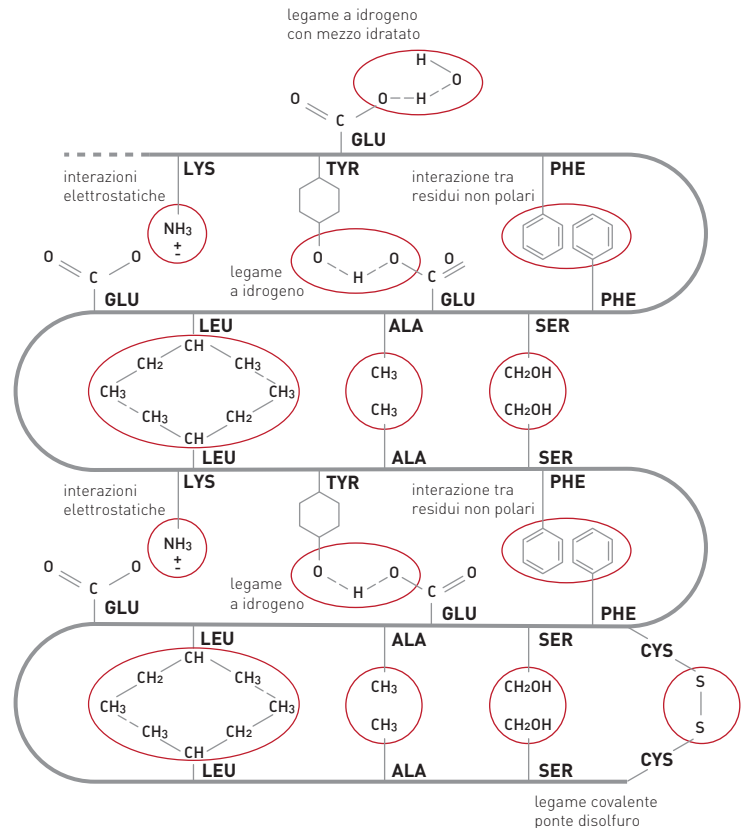 legame a idrogeno
con mezzo idratato
H
O
O
O
H
C
GLU
LYS
TYR
PHE
interazioni
elettrostatiche
interazione tra
residui non polari
NH3
+
-
O
O
C
GLU
legame
a idrogeno
O
H
O
O
C
GLU
PHE
LEU
ALA
SER
CH
CH2
CH3
CH3
CH3
CH3
CH2
CH
CH3
CH3
CH2OH
CH2OH
LEU
ALA
SER
LYS
TYR
PHE
interazioni
elettrostatiche
interazione tra
residui non polari
NH3
+
-
O
O
C
GLU
legame
a idrogeno
O
H
O
O
C
GLU
PHE
LEU
ALA
SER
CYS
CH
CH2
CH3
CH3
CH3
CH3
CH2
CH
CH3
CH3
CH2OH
CH2OH
S
S
CYS
LEU
ALA
SER
legame covalente
ponte disolfuro